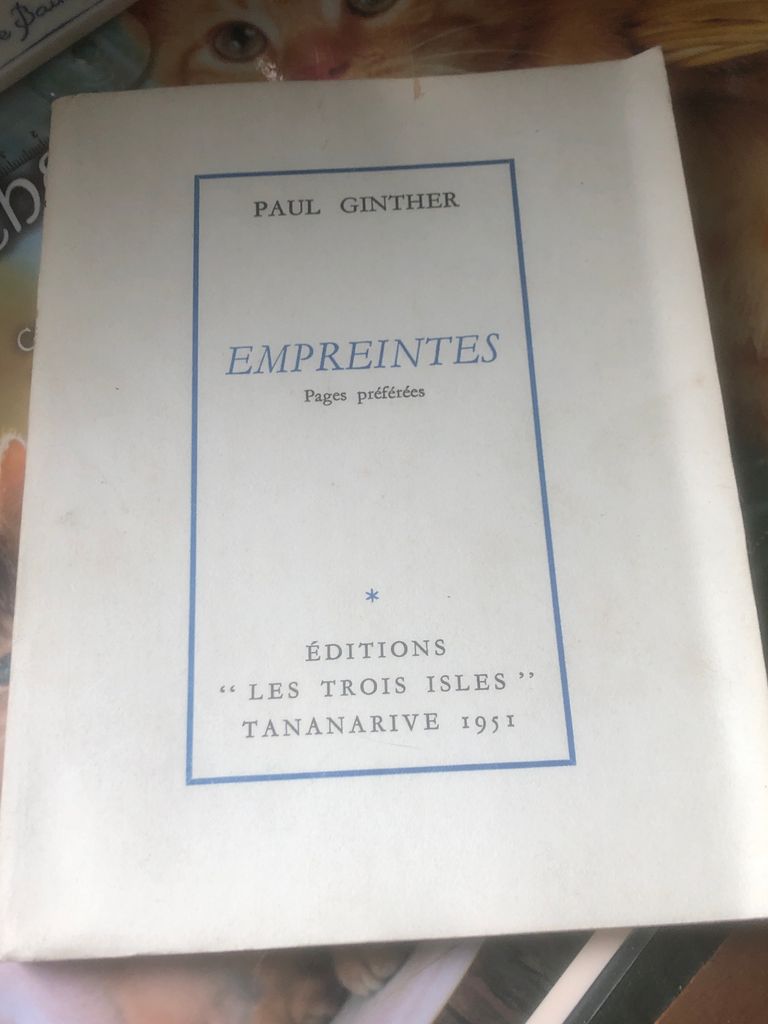 PAUL GINTHER
EMPREINTES
Pages préférées
*
ÉDITIONS
“ LES TROIS ISLES ”
TANANARIVE 1951